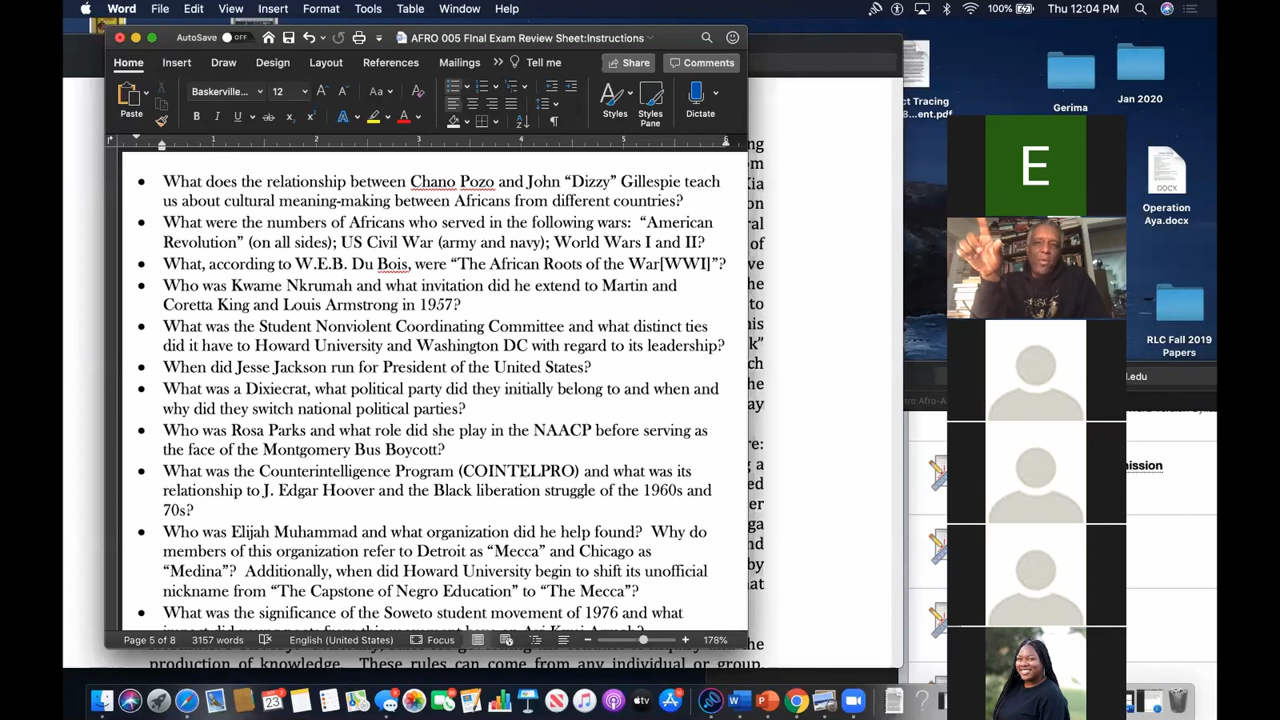 Word File Edit View Insert Format Tools Table Window Help 100% Thu 12:04 PM
AutoSave OFF AFRO 005 Final Exam Review Sheet:Instructions
Home Insert Design Layout References Mailings Tell me Share Comments
Paste 12 Styles Styles Pane Dictate
What does the relationship between Chano Pozo and John “Dizzy” Gillespie teach
us about cultural meaning-making between Africans from different countries?
What were the numbers of Africans who served in the following wars: “American
Revolution” (on all sides); US Civil War (army and navy); World Wars I and II?
What, according to W.E.B. Du Bois, were “The African Roots of the War[WWI]”?
Who was Kwame Nkrumah and what invitation did he extend to Martin and
Coretta King and Louis Armstrong in 1957?
What was the Student Nonviolent Coordinating Committee and what distinct ties
did it have to Howard University and Washington DC with regard to its leadership?
When did Jesse Jackson run for President of the United States?
What was a Dixiecrat, what political party did they initially belong to and when and
why did they switch national political parties?
Who was Rosa Parks and what role did she play in the NAACP before serving as
the face of the Montgomery Bus Boycott?
What was the Counterintelligence Program (COINTELPRO) and what was its
relationship to J. Edgar Hoover and the Black liberation struggle of the 1960s and
70s?
Who was Elijah Muhammad and what organization did he help found? Why do
members of this organization refer to Detroit as “Mecca” and Chicago as
“Medina”? Additionally, when did Howard University begin to shift its unofficial
nickname from “The Capstone of Negro Education” to “The Mecca”?
What was the significance of the Soweto student movement of 1976 and what
Page 5 of 8 3157 words English (United States) Focus 178%
production of knowledge. These rules can come from any individual or group.
Gerima
Jan 2020
Operation
Aya.docx
DOCX
RLC Fall 2019
Papers
E
ent.pdf
.edu
mission
23
tv